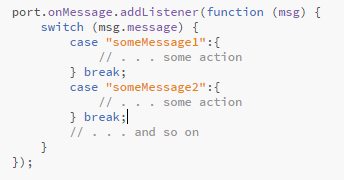 port.onMessage.addListener(function (msg) {
    switch (msg.message) {
        case "someMessage1":{
            // . . . some action
        } break;
        case "someMessage2":{
            // . . . some action
        } break;
        // . . . and so on
    }
});